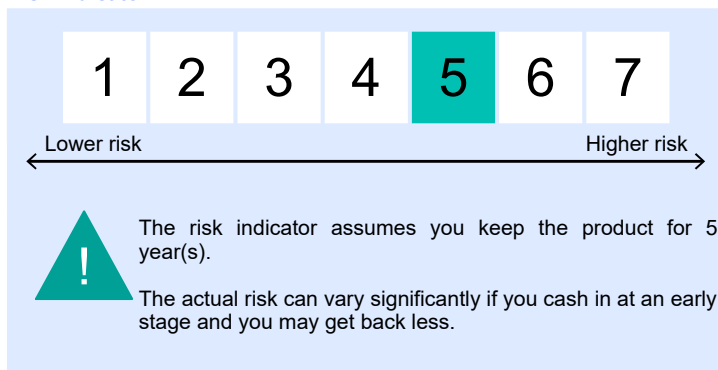 1 2 3 4 5 6 7
Lower risk Higher risk
!
The risk indicator assumes you keep the product for 5
year(s).
The actual risk can vary significantly if you cash in at an early
stage and you may get back less.